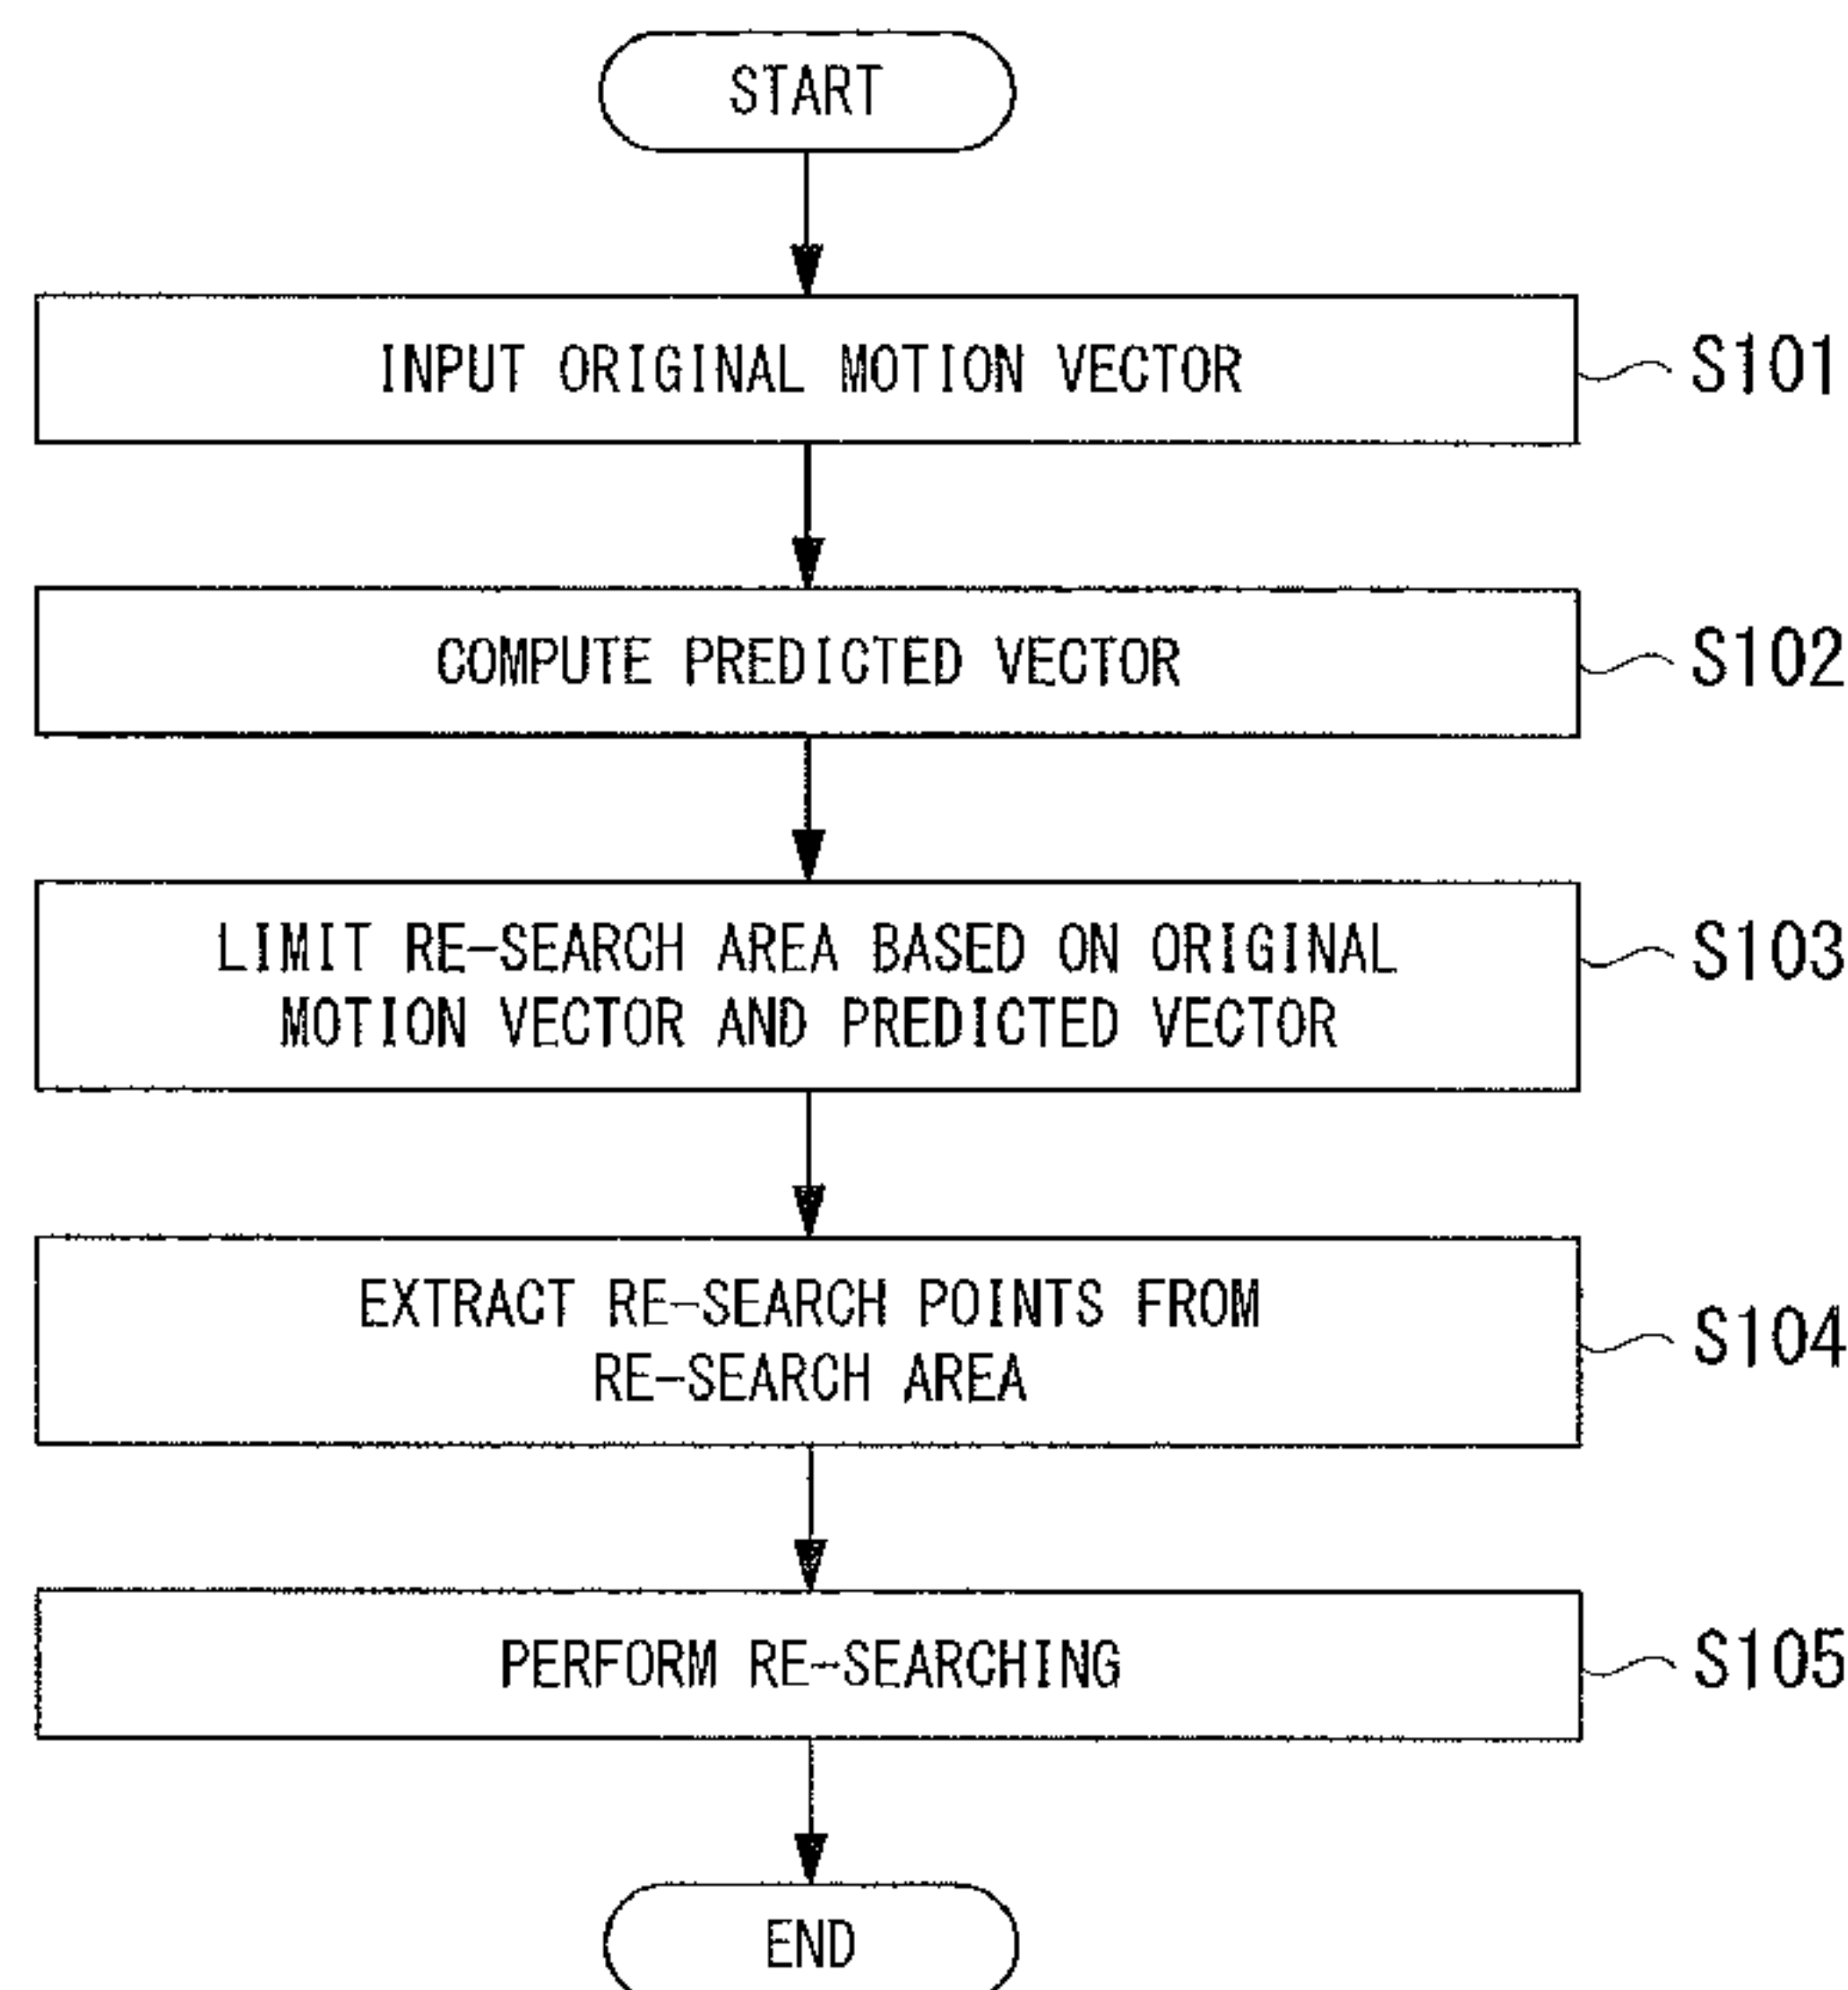 START
INPUT ORIGINAL MOTION VECTOR
S101
COMPUTE PREDICTED VECTOR
S102
LIMIT RE-SEARCH AREA BASED ON ORIGINAL
MOTION VECTOR AND PREDICTED VECTOR
S103
EXTRACT RE-SEARCH POINTS FROM
RE-SEARCH AREA
S104
PERFORM RE-SEARCHING
S105
END